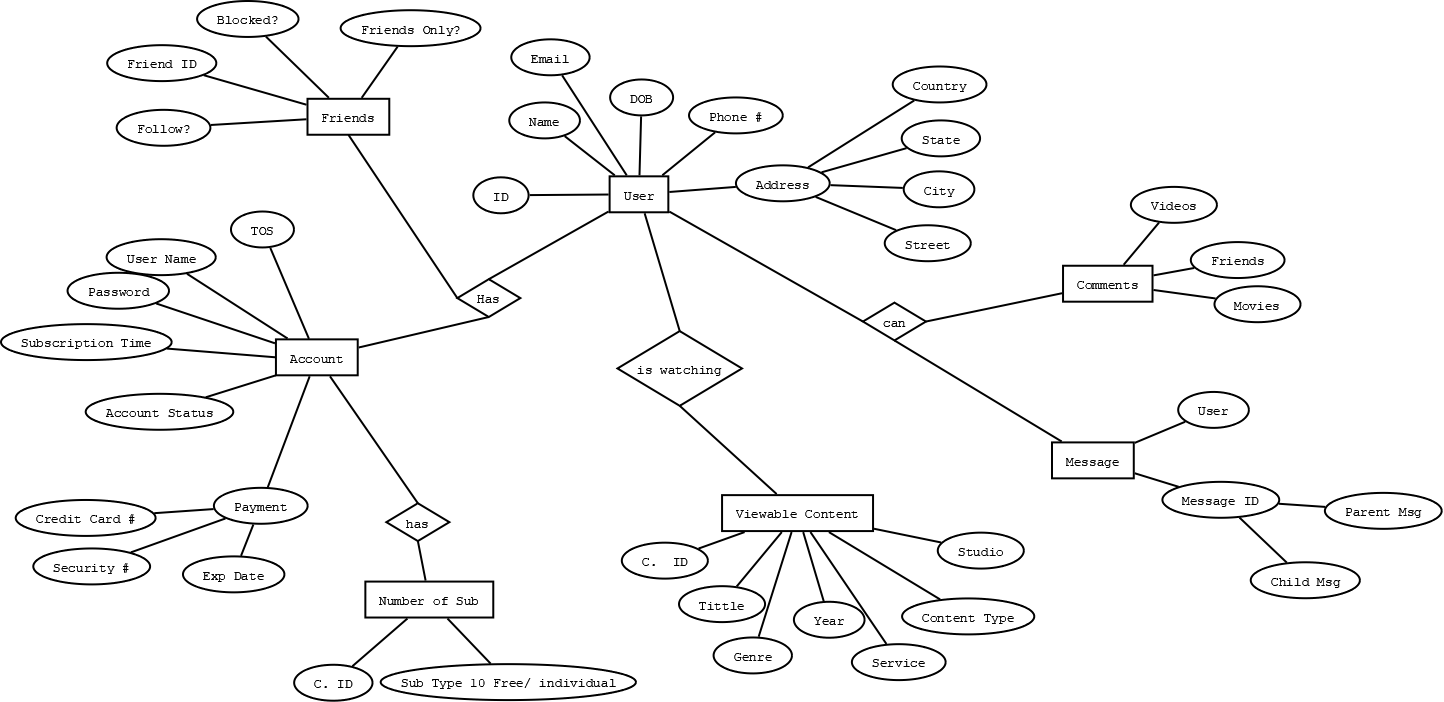 Blocked?
Friends Only?
Friend ID
Follow?
Friends
Email
DOB
Name
Phone #
ID
User
Address
Country
State
City
Street
Videos
Friends
Comments
Movies
TOS
User Name
Password
Subscription Time
Account
Account Status
Has
can
is watching
User
Message
Message ID
Parent Msg
Child Msg
Payment
Credit Card #
Security #
Exp Date
has
Number of Sub
C. ID
Sub Type 10 Free/ individual
Viewable Content
C.  ID
Tittle
Genre
Year
Service
Content Type
Studio